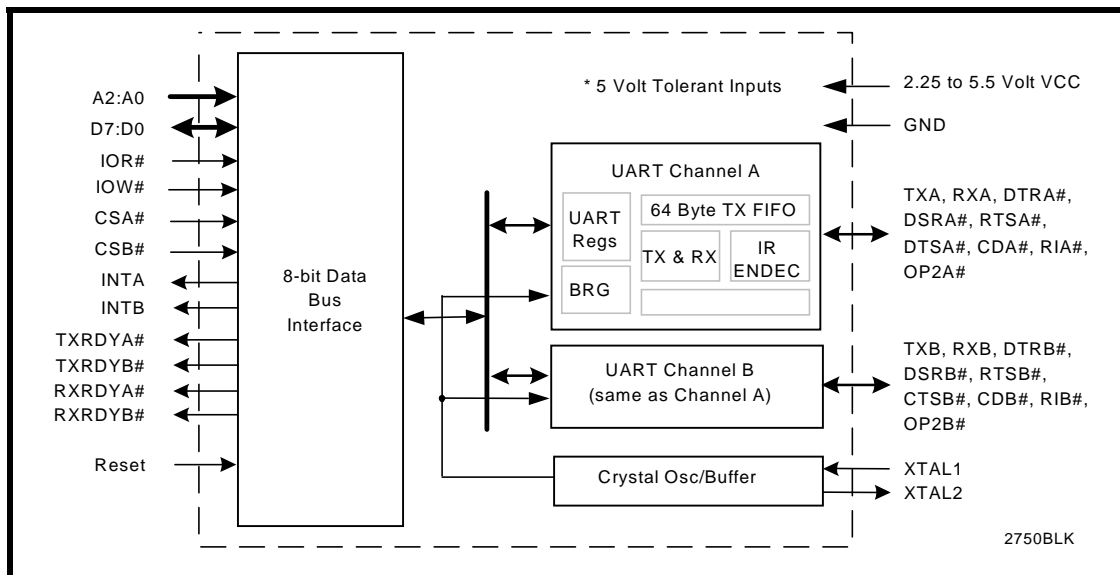 A2:A0
D7:D0
IOR#
IOW#
CSA#
CSB#
INTA
INTB
TXRDYA#
TXRDYB#
RXRDYA#
RXRDYB#
Reset
8-bit Data
Bus
Interface
* 5 Volt Tolerant Inputs
2.25 to 5.5 Volt VCC
GND
UART Channel A
UART
Regs
64 Byte TX FIFO
TX & RX
IR
ENDEC
BRG
TXA, RXA, DTRA#,
DSRA#, RTSA#,
DTSA#, CDA#, RIA#,
OP2A#
UART Channel B
(same as Channel A)
TXB, RXB, DTRB#,
DSRB#, RTSB#,
CTSB#, CDB#, RIB#,
OP2B#
Crystal Osc/Buffer
XTAL1
XTAL2
2750BLK